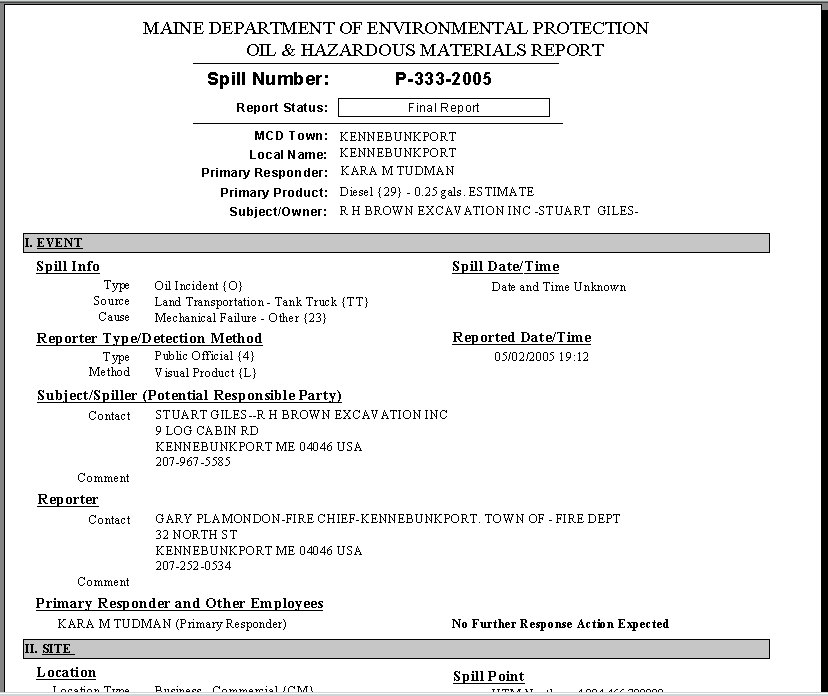 MAINE DEPARTMENT OF ENVIRONMENTAL PROTECTION
OIL & HAZARDOUS MATERIALS REPORT
Spill Number: P-333-2005
Report Status: Final Report
MCD Town: KENNEBUNKPORT
Local Name: KENNEBUNKPORT
Primary Responder: KARA M TUDMAN
Primary Product: Diesel {29} - 0.25 gals. ESTIMATE
Subject/Owner: R H BROWN EXCAVATION INC -STUART GILES-
I. EVENT
Spill Info Spill Date/Time
Type Oil Incident {O} Date and Time Unknown
Source Land Transportation - Tank Truck {TT}
Cause Mechanical Failure - Other {23}
Reporter Type/Detection Method Reported Date/Time
Type Public Official {4} 05/02/2005 19:12
Method Visual Product {L}
Subject/Spiller (Potential Responsible Party)
Contact STUART GILES--R H BROWN EXCAVATION INC
9 LOG CABIN RD
KENNEBUNKPORT ME 04046 USA
207-967-5585
Comment
Reporter
Contact GARY PLAMONDON-FIRE CHIEF-KENNEBUNKPORT. TOWN OF - FIRE DEPT
32 NORTH ST
KENNEBUNKPORT ME 04046 USA
207-252-0534
Comment
Primary Responder and Other Employees
KARA M TUDMAN (Primary Responder) No Further Response Action Expected
II. SITE
Location Spill Point
Location Type Business - Commercial {CM}